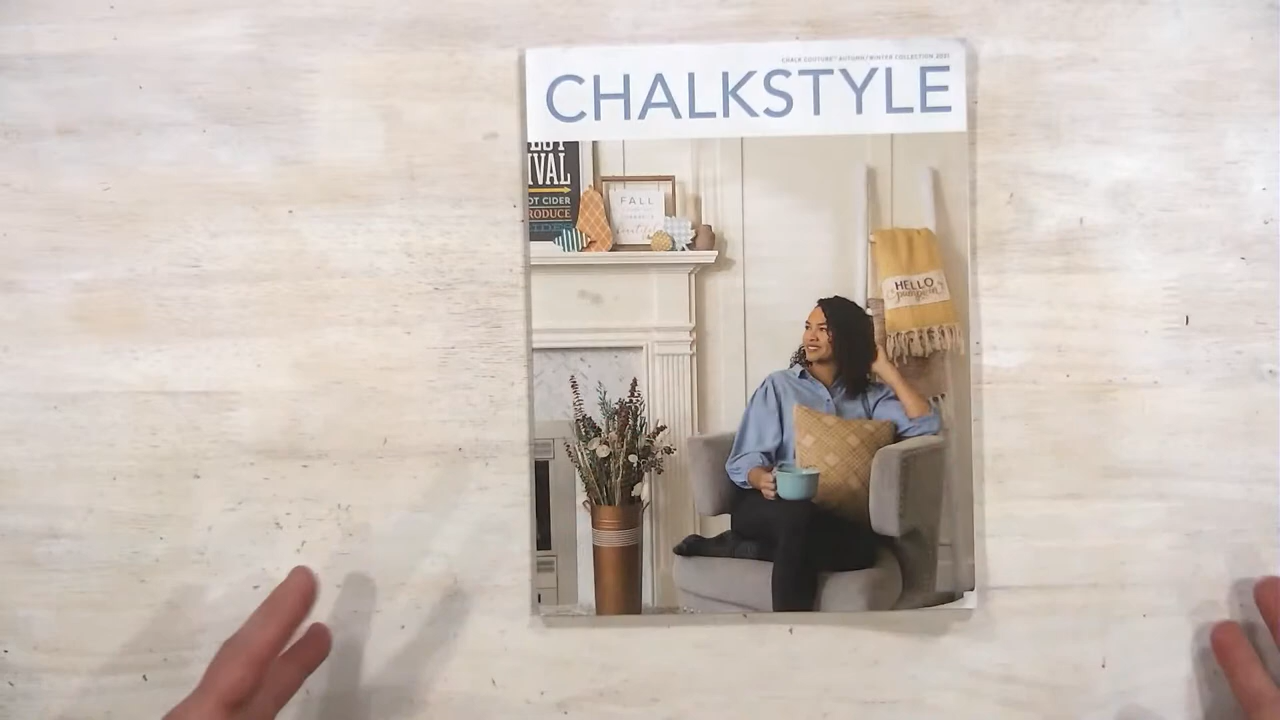 CHALK COUTURE® AUTUMN/WINTER COLLECTION 2021
CHALKSTYLE
IVAL
OT CIDER
RODUCE
FALL
HELLO
pumpkin